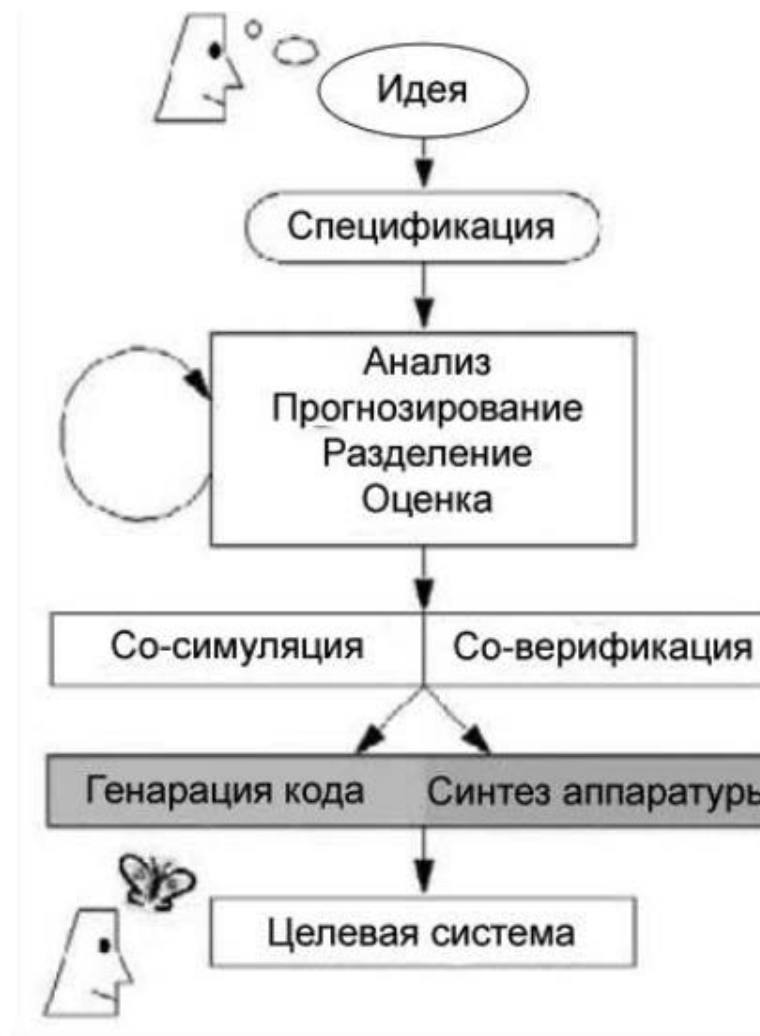 Идея
Спецификация
Анализ
Прогнозирование
Разделение
Оценка
Со-симуляция Со-верификация
Генарация кода Синтез аппаратуры
Целевая система